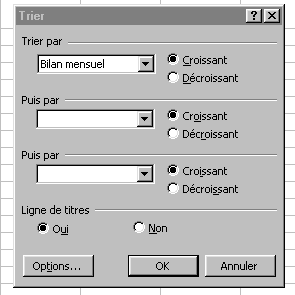 Trier
Trier par
Bilan mensuel
Croissant
Décroissant
Puis par
Croissant
Décroissant
Puis par
Croissant
Décroissant
Ligne de titres
Oui
Non
Options... OK Annuler